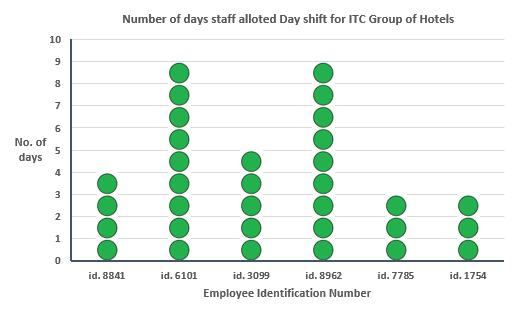 Number of days staff alloted Day shift for ITC Group of Hotels
10
9
8
7
6
5
4
3
2
1
0
No. of
days
id. 8841 id. 6101 id. 3099 id. 8962 id. 7785 id. 1754
Employee Identification Number